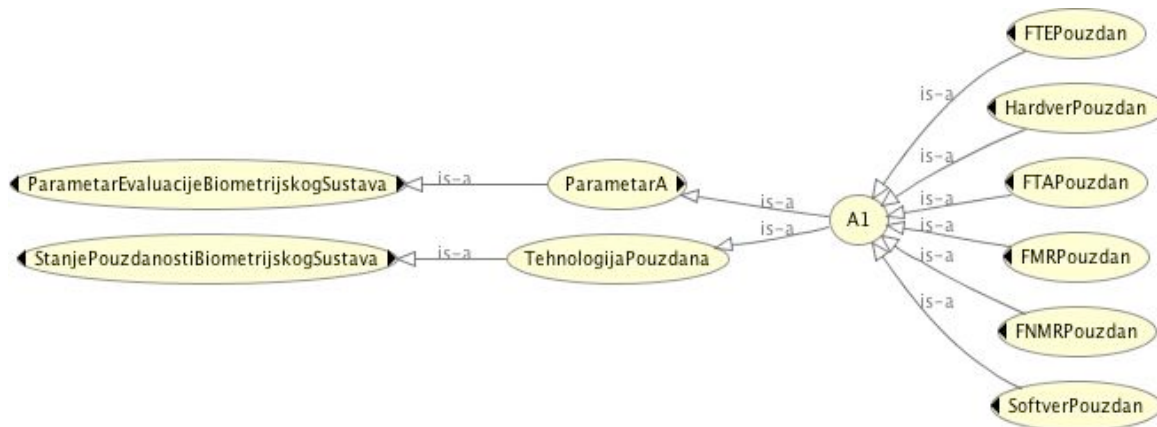 FTEPouzdan
is-a
HardverPouzdan
is-a
ParametarEvaluacijeBiometrijskogSustava
is-a
ParametarA
is-a
A1
is-a
FTAPouzdan
StanjePouzdanostiBiometrijskogSustava
is-a
TehnologijaPouzdana
is-a
is-a
FMRPouzdan
is-a
FNMRPouzdan
is-a
SoftverPouzdan